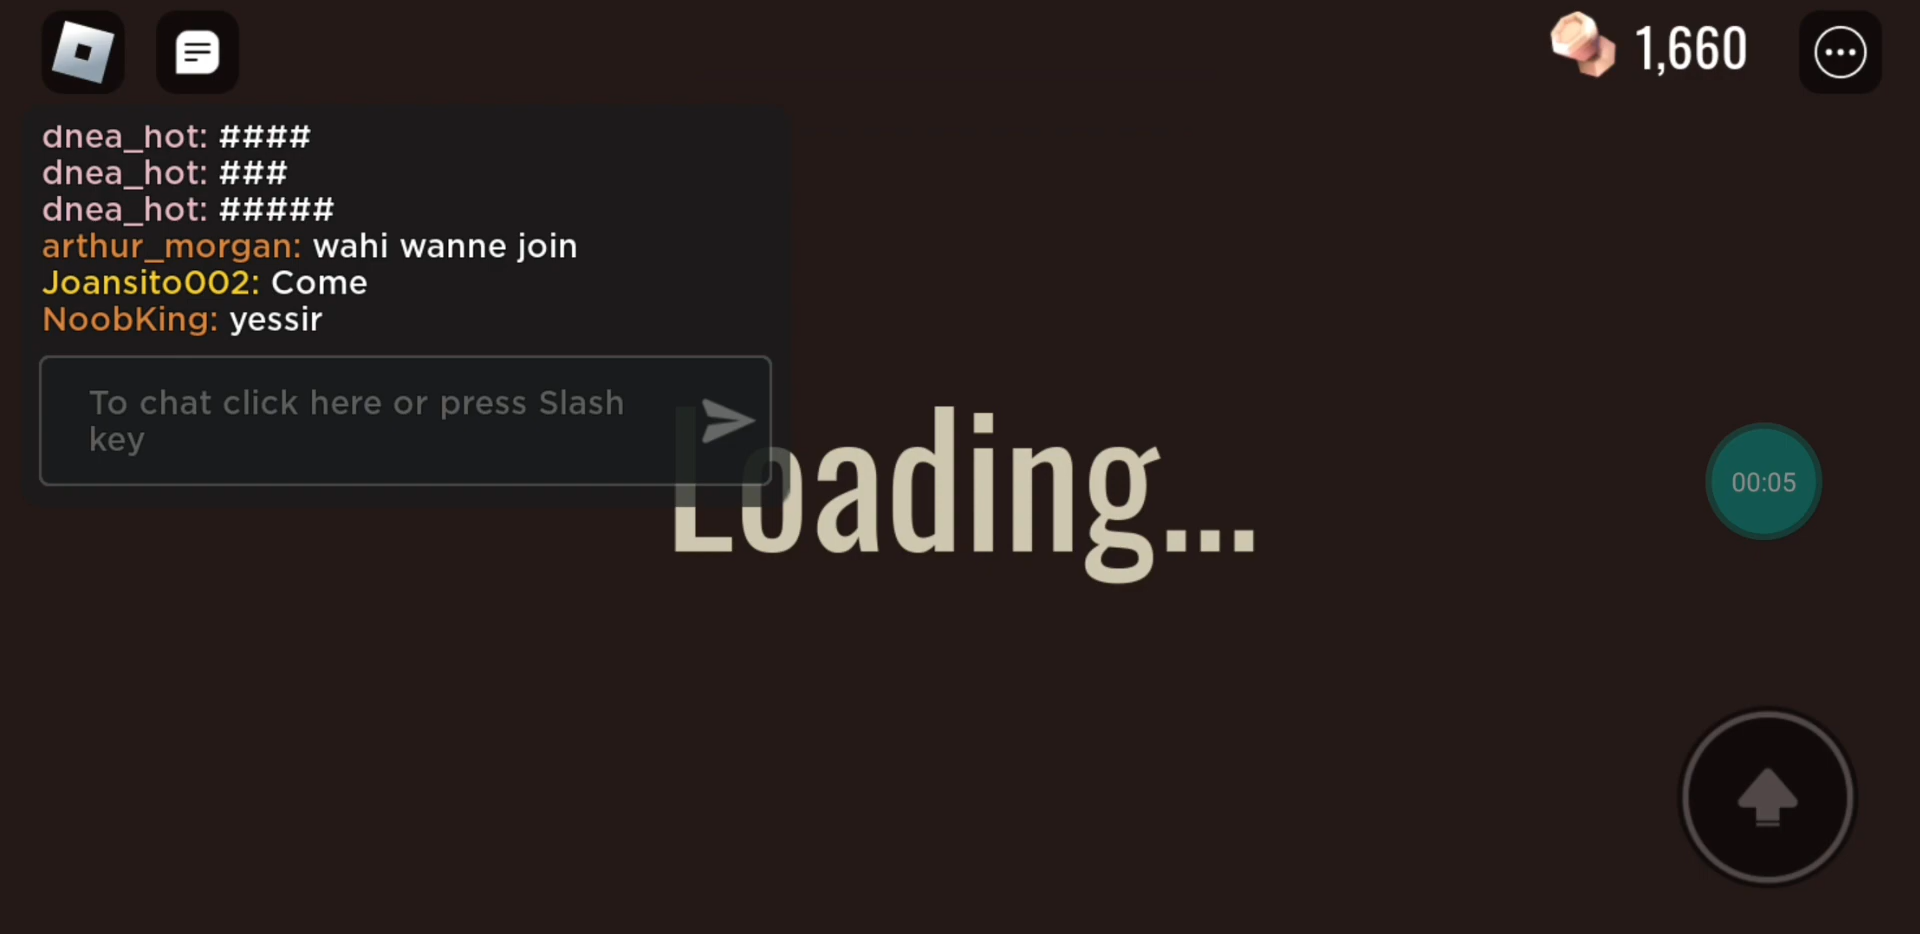 1,660
dnea_hot: ####
dnea_hot: ###
dnea_hot: #####
arthur_morgan: wahi wanne join
Joansito002: Come
NoobKing: yessir
To chat click here or press Slash
key
Loading...
00:05